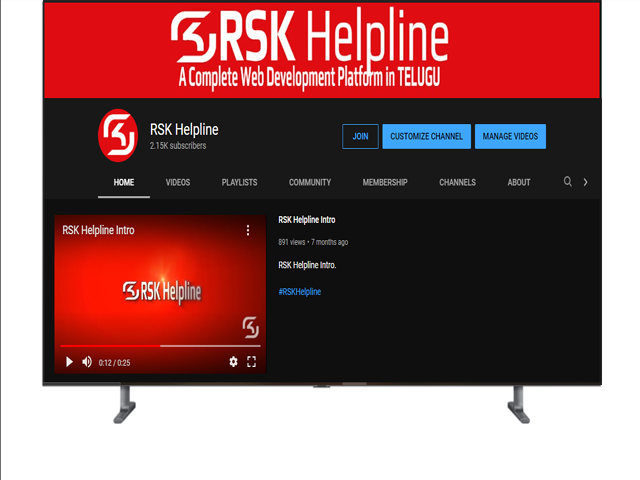 RSK Helpline
A Complete Web Development Platform in TELUGU
RSK Helpline
2.15K subscribers
JOIN
CUSTOMIZE CHANNEL
MANAGE VIDEOS
HOME
VIDEOS
PLAYLISTS
COMMUNITY
MEMBERSHIP
CHANNELS
ABOUT
RSK Helpline Intro
RSK Helpline
0:12 / 0:25
RSK Helpline Intro
891 views • 7 months ago
RSK Helpline Intro.
#RSKHelpline